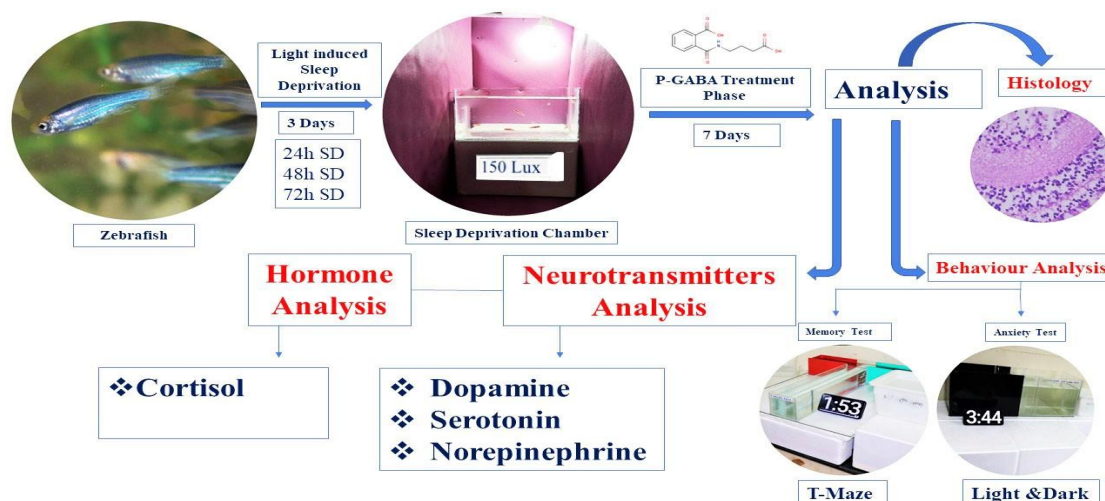 Light induced
Sleep
Deprivation
3 Days
24h SD
48h SD
72h SD
Zebrafish
150 Lux
Sleep Deprivation Chamber
P-GABA Treatment
Phase
7 Days
Analysis
Histology
Hormone
Analysis
Neurotransmitters
Analysis
Behaviour Analysis
Memory Test
Anxiety Test
❖Cortisol
❖ Dopamine
❖ Serotonin
❖ Norepinephrine
1:53
3:44
T-Maze
Light &Dark